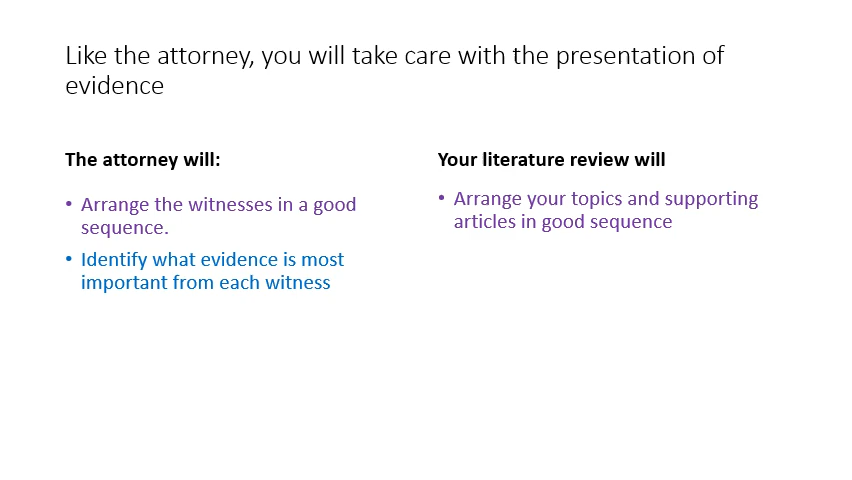 Like the attorney, you will take care with the presentation of
evidence
The attorney will:
• Arrange the witnesses in a good
sequence.
• Identify what evidence is most
important from each witness
Your literature review will
• Arrange your topics and supporting
articles in good sequence